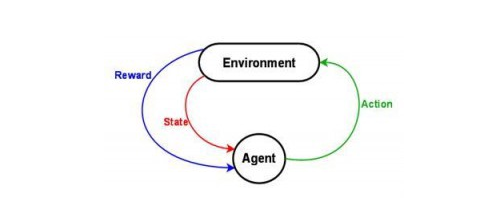 Environment
Reward
Action
State
Agent